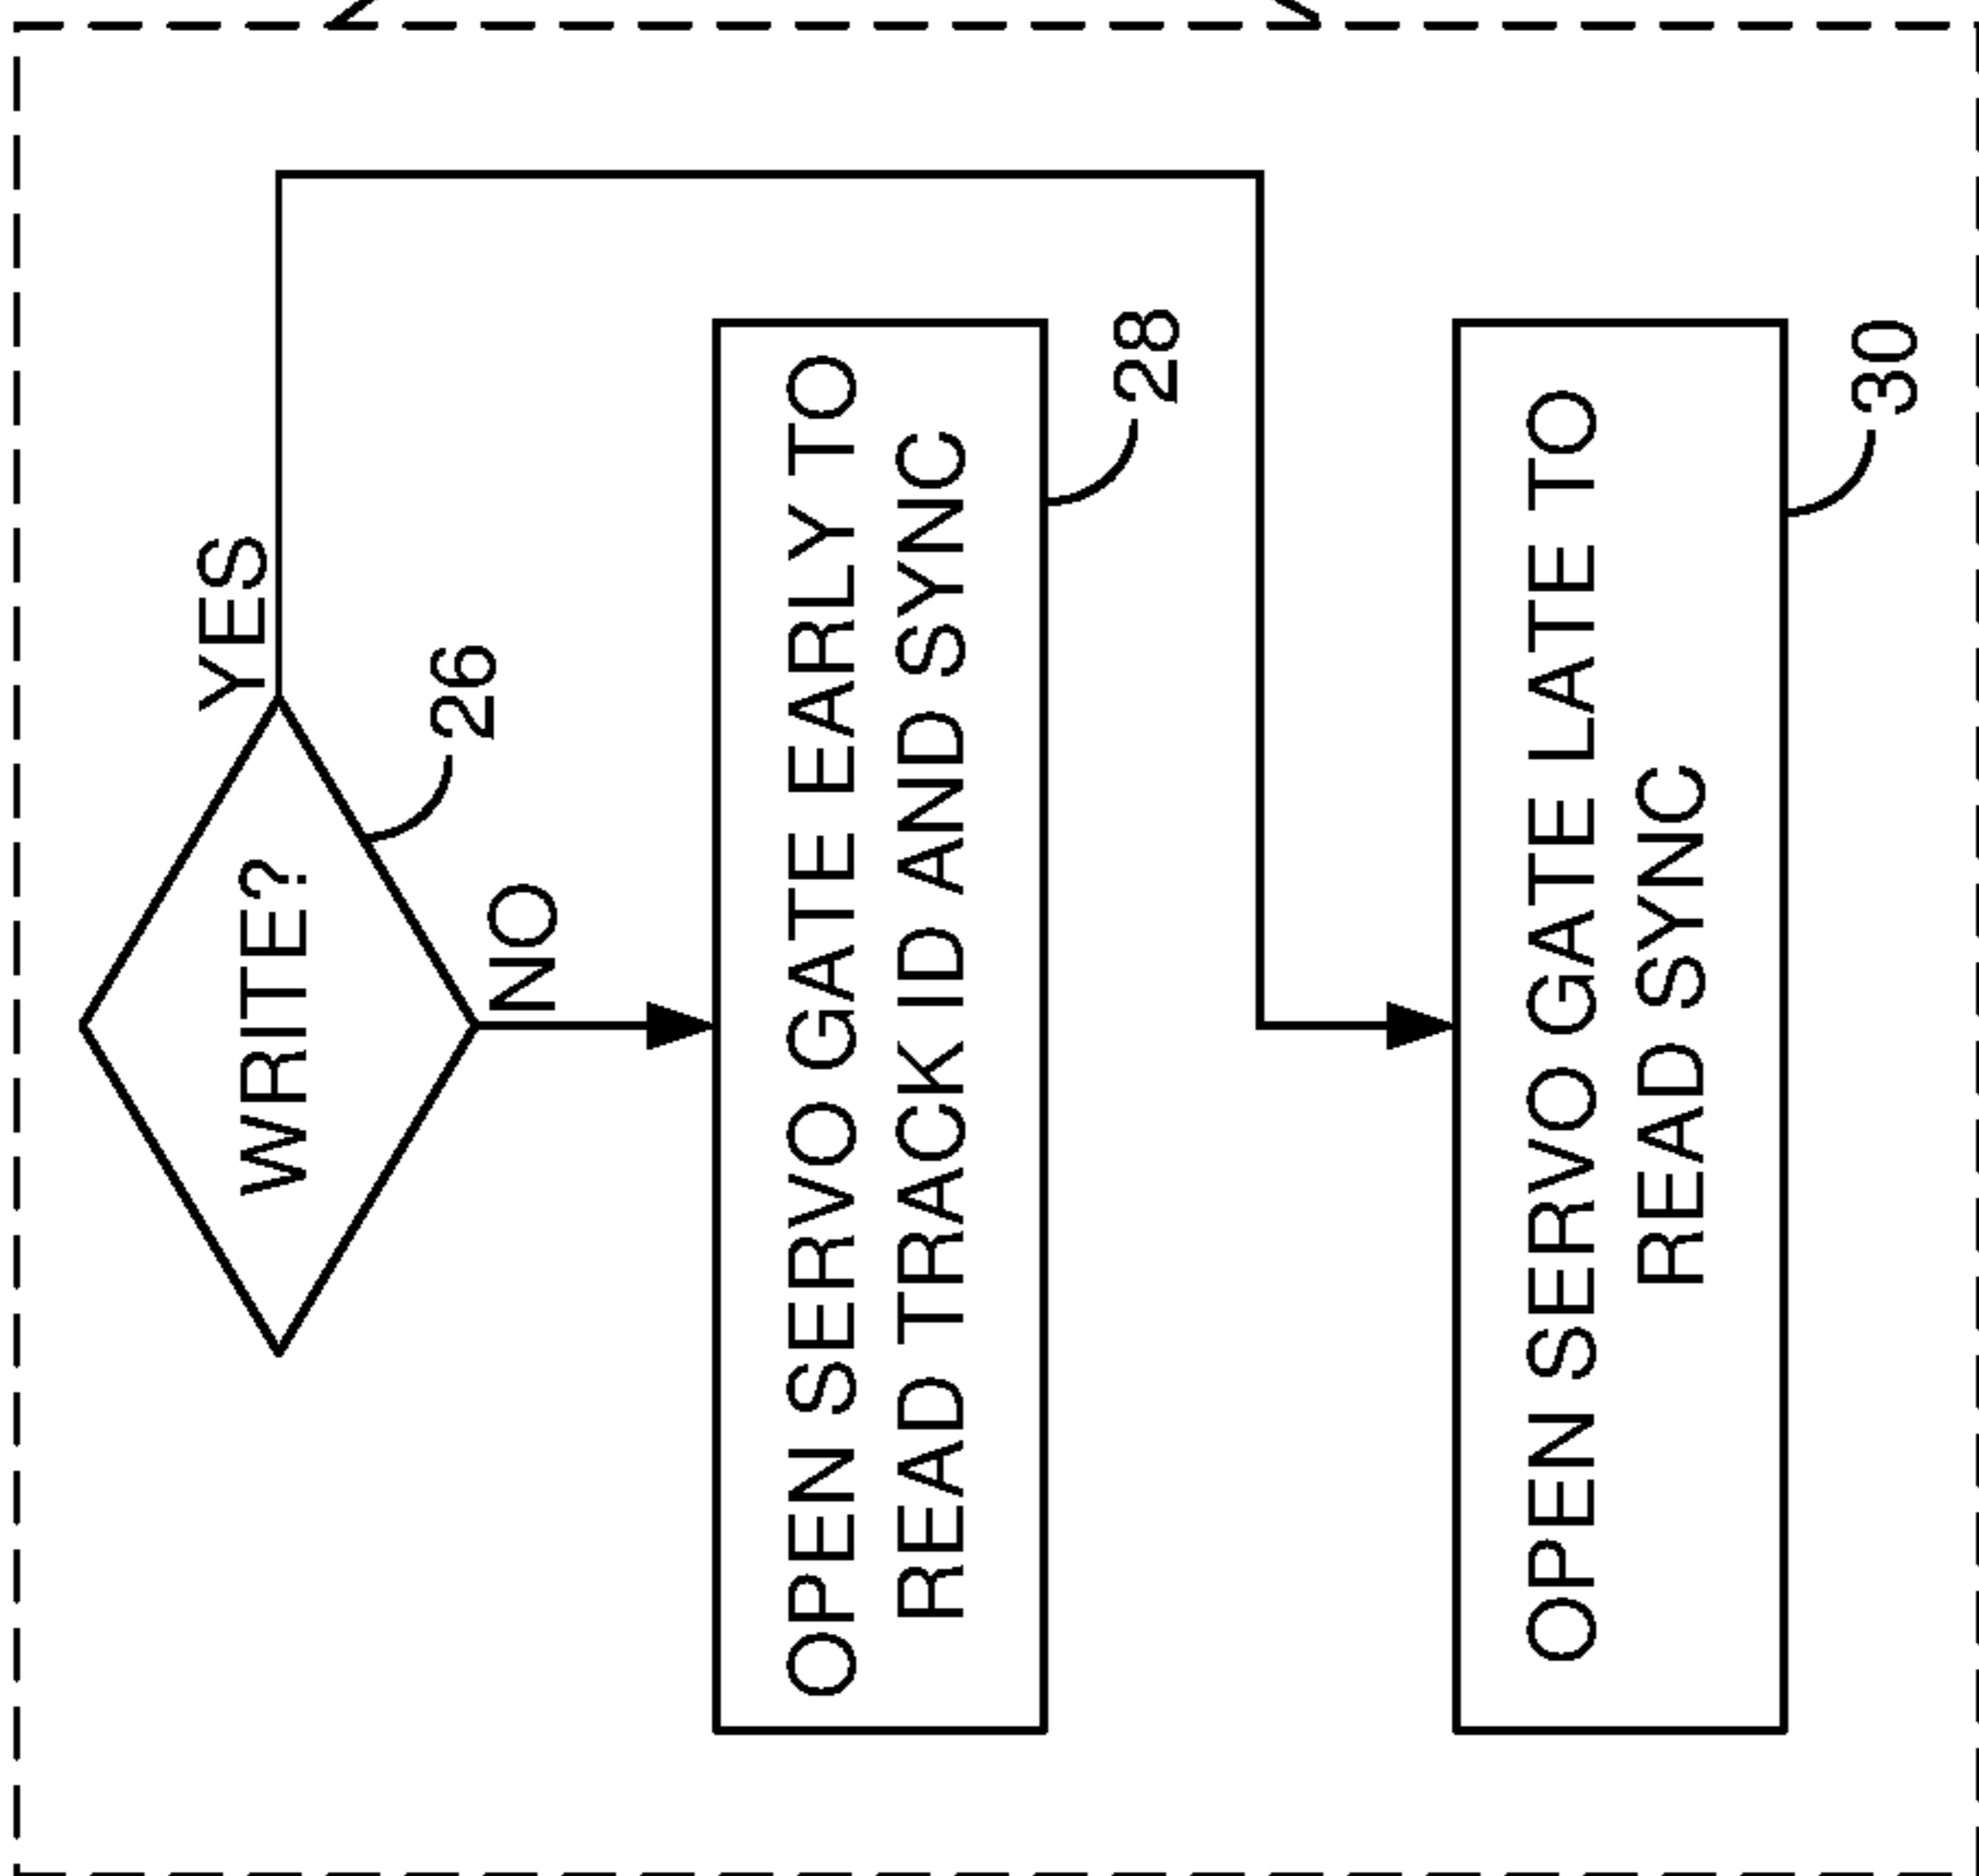 WRITE?
YES
26
NO
OPEN SERVO GATE EARLY TO
READ TRACK ID AND SYNC
28
OPEN SERVO GATE LATE TO
READ SYNC
30